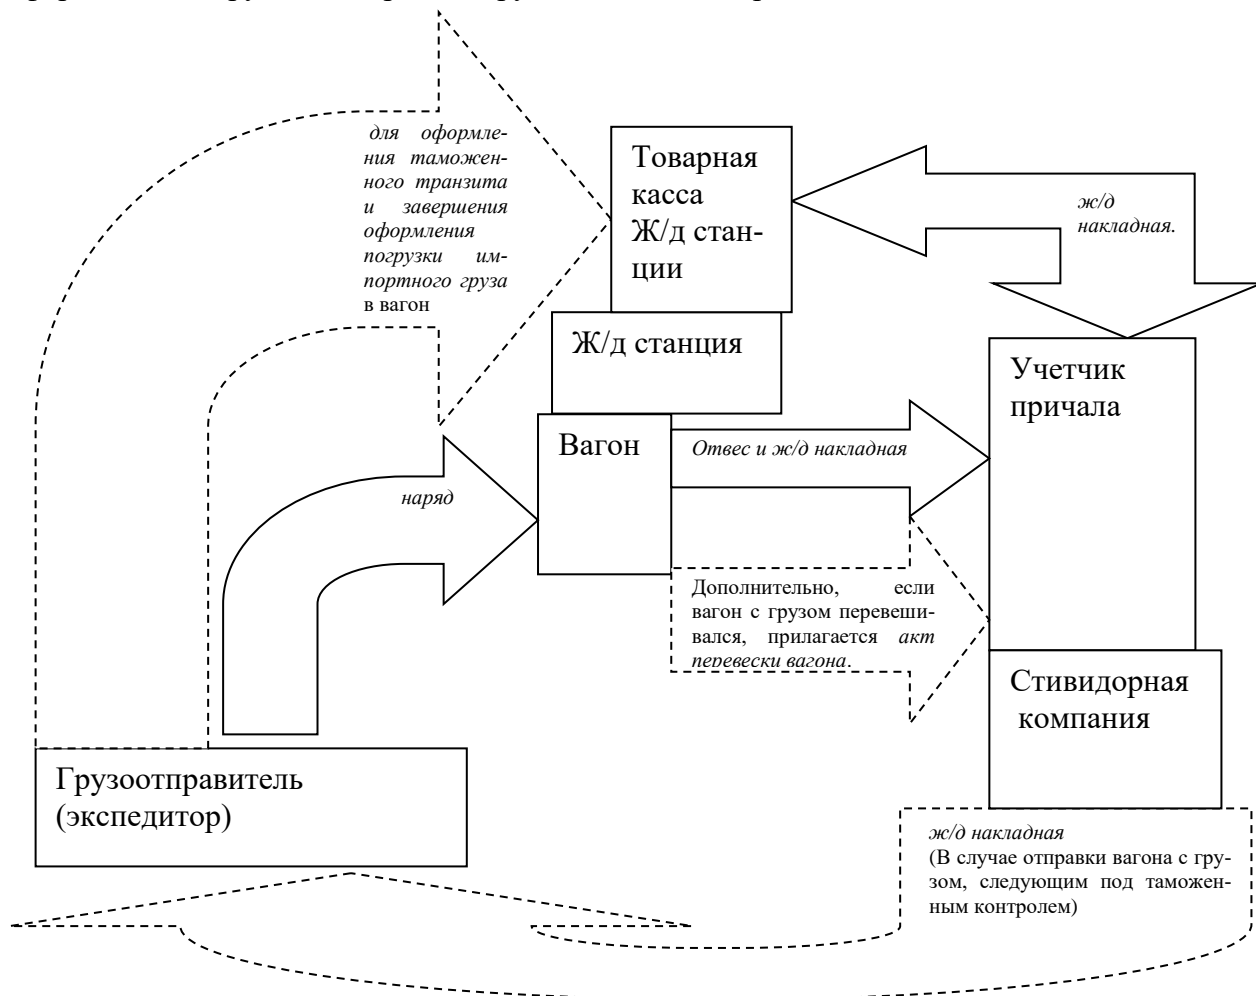 для оформле-
ния таможен-
ного транзита
и завершения
оформления
погрузки им-
портного груза
в вагон
Товарная
касса
Ж/д стан-
ции
ж/д
накладная.
Ж/д станция
Учетчик
причала
Вагон
Отвес и ж/д накладная
наряд
Дополнительно, если
вагон с грузом перевеши-
вался, прилагается акт
перевески вагона.
Стивидорная
компания
Грузоотправитель
(экспедитор)
ж/д накладная
(В случае отправки вагона с гру-
зом, следующим под таможен-
ным контролем)